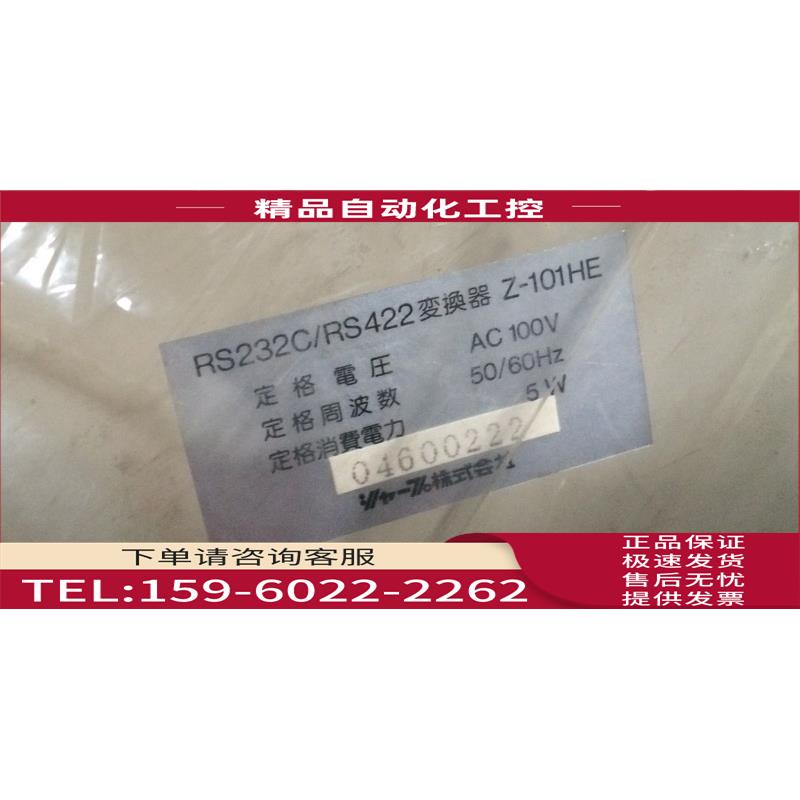 精品自动化工控
RS232C/RS422変換器 Z-101HE
定格電圧 AC 100V
定格周波数 50/60Hz
定格消費電力 5W
04600222
シャープ株式会社
下单请咨询客服
TEL:159-6022-2262
正品保证
极速发货
售后无忧
提供发票